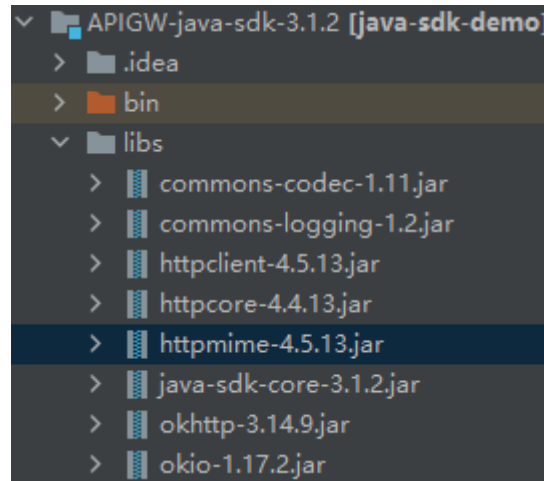 APIGW-java-sdk-3.1.2 [java-sdk-demo]
.idea
bin
libs
commons-codec-1.11.jar
commons-logging-1.2.jar
httpclient-4.5.13.jar
httpcore-4.4.13.jar
httpmime-4.5.13.jar
java-sdk-core-3.1.2.jar
okhttp-3.14.9.jar
okio-1.17.2.jar